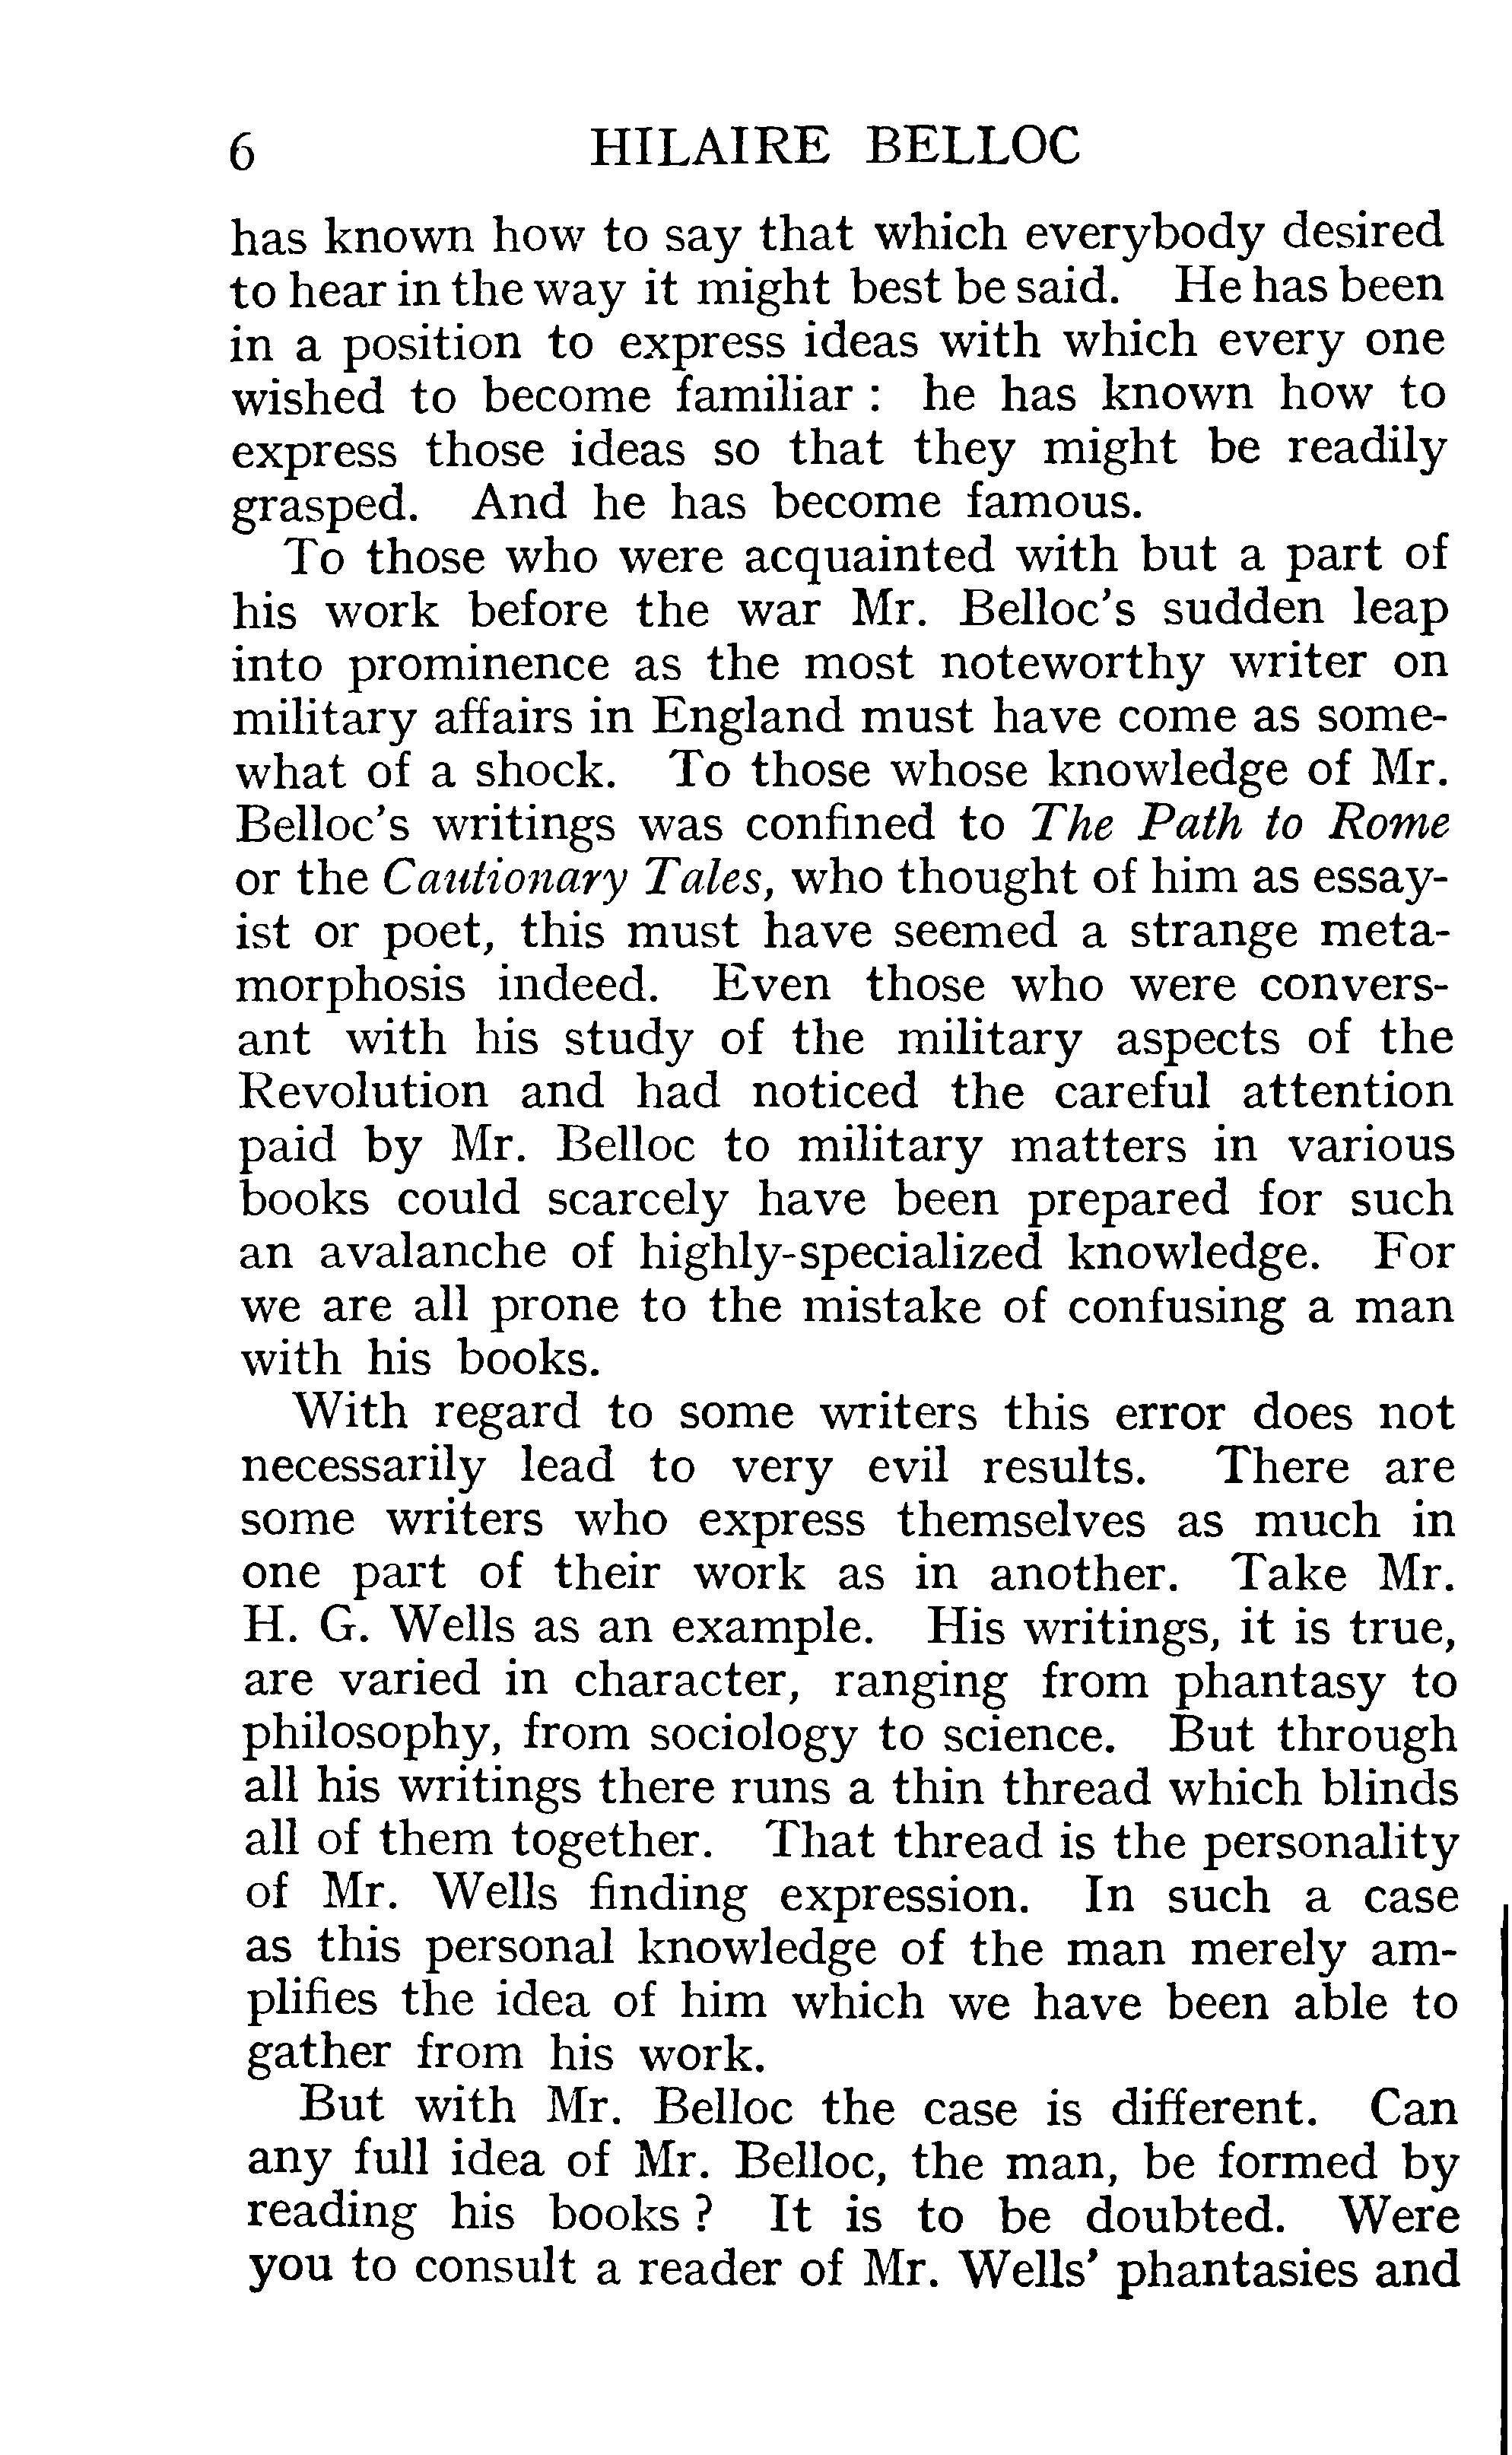 6 HILAIRE BELLOC
has known how to say that which everybody desired
to hear in the way it might best be said. He has been
in a position to express ideas with which every one
wished to become familiar : he has known how to
express those ideas so that they might be readily
grasped. And he has become famous.
To those who were acquainted with but a part of
his work before the war Mr. Belloc's sudden leap
into prominence as the most noteworthy writer on
military affairs in England must have come as some-
what of a shock. To those whose knowledge of Mr.
Belloc's writings was confined to The Path to Rome
or the Cautionary Tales, who thought of him as essay-
ist or poet, this must have seemed a strange meta-
morphosis indeed. Even those who were convers-
ant with his study of the military aspects of the
Revolution and had noticed the careful attention
paid by Mr. Belloc to military matters in various
books could scarcely have been prepared for such
an avalanche of highly-specialized knowledge. For
we are all prone to the mistake of confusing a man
with his books.
With regard to some writers this error does not
necessarily lead to very evil results. There are
some writers who express themselves as much in
one part of their work as in another. Take Mr.
H. G. Wells as an example. His writings, it is true,
are varied in character, ranging from phantasy to
philosophy, from sociology to science. But through
all his writings there runs a thin thread which blinds
all of them together. That thread is the personality
of Mr. Wells finding expression. In such a case
as this personal knowledge of the man merely am-
plifies the idea of him which we have been able to
gather from his work.
But with Mr. Belloc the case is different. Can
any full idea of Mr. Belloc, the man, be formed by
reading his books ? It is to be doubted. Were
you to consult a reader of Mr. Wells' phantasies and